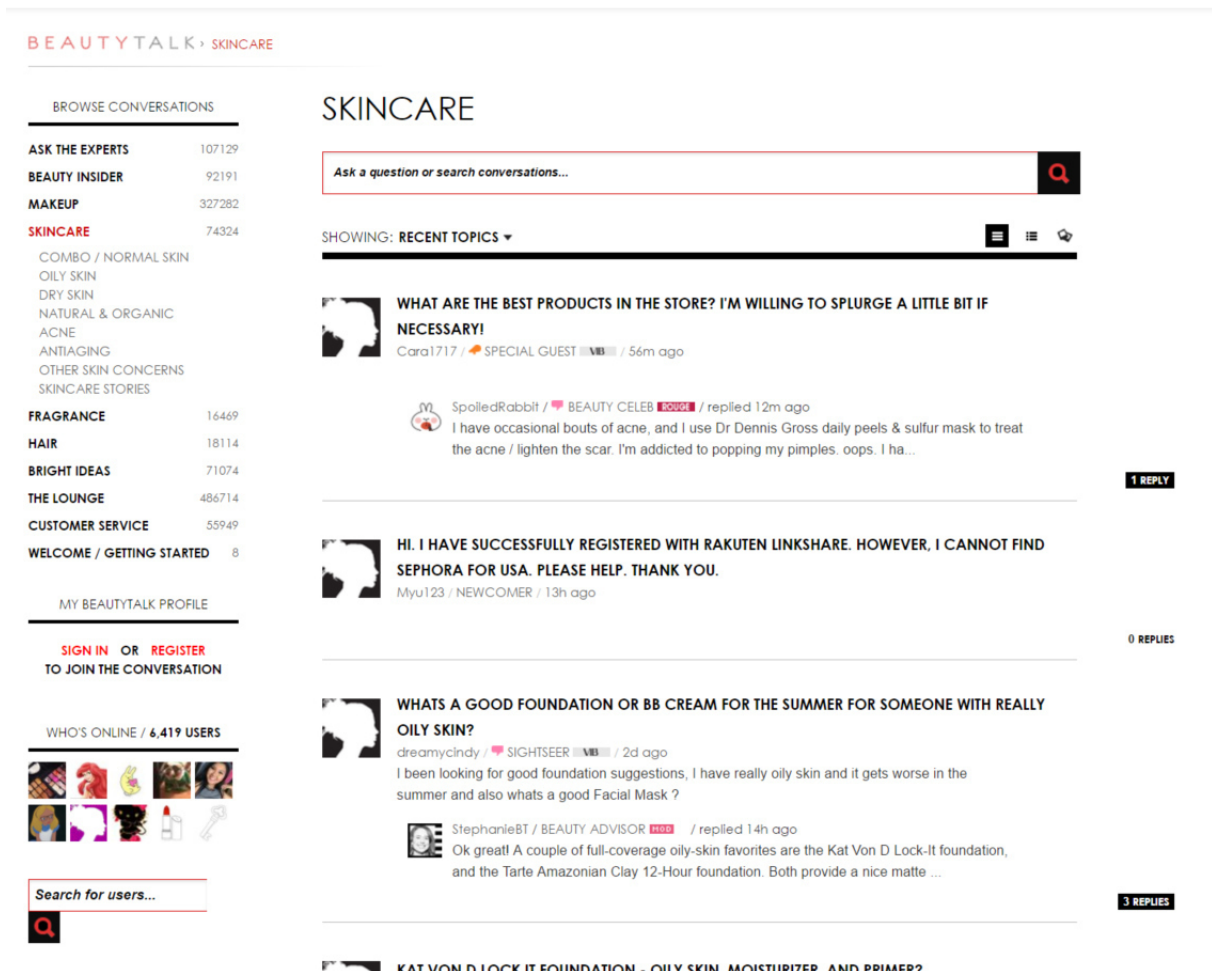 BEAUTYTALK › SKINCARE
BROWSE CONVERSATIONS
ASK THE EXPERTS 107129
BEAUTY INSIDER 92191
MAKEUP 327282
SKINCARE 74324
COMBO / NORMAL SKIN
OILY SKIN
DRY SKIN
NATURAL & ORGANIC
ACNE
ANTIAGING
OTHER SKIN CONCERNS
SKINCARE STORIES
FRAGRANCE 16469
HAIR 18114
BRIGHT IDEAS 71074
THE LOUNGE 486714
CUSTOMER SERVICE 55949
WELCOME / GETTING STARTED 8
MY BEAUTYTALK PROFILE
SIGN IN OR REGISTER
TO JOIN THE CONVERSATION
WHO'S ONLINE / 6,419 USERS
Search for users...
SKINCARE
Ask a question or search conversations...
SHOWING: RECENT TOPICS
WHAT ARE THE BEST PRODUCTS IN THE STORE? I'M WILLING TO SPLURGE A LITTLE BIT IF
NECESSARY!
Cara1717 / SPECIAL GUEST VIB / 56m ago
SpoiledRabbit / BEAUTY CELEB ROUGE / replied 12m ago
I have occasional bouts of acne, and I use Dr Dennis Gross daily peels & sulfur mask to treat
the acne / lighten the scar. I'm addicted to popping my pimples. oops. I ha...
1 REPLY
HI. I HAVE SUCCESSFULLY REGISTERED WITH RAKUTEN LINKSHARE. HOWEVER, I CANNOT FIND
SEPHORA FOR USA. PLEASE HELP. THANK YOU.
Myu123 / NEWCOMER / 13h ago
0 REPLIES
WHATS A GOOD FOUNDATION OR BB CREAM FOR THE SUMMER FOR SOMEONE WITH REALLY
OILY SKIN?
dreamycindy / SIGHTSEER VIB / 2d ago
I been looking for good foundation suggestions, I have really oily skin and it gets worse in the
summer and also whats a good Facial Mask ?
StephanieBT / BEAUTY ADVISOR MOD / replied 14h ago
Ok great! A couple of full-coverage oily-skin favorites are the Kat Von D Lock-It foundation,
and the Tarte Amazonian Clay 12-Hour foundation. Both provide a nice matte ...
3 REPLIES
KAT VON D LOCK IT FOUNDATION - OILY SKIN, MOISTURIZER, AND PRIMER?